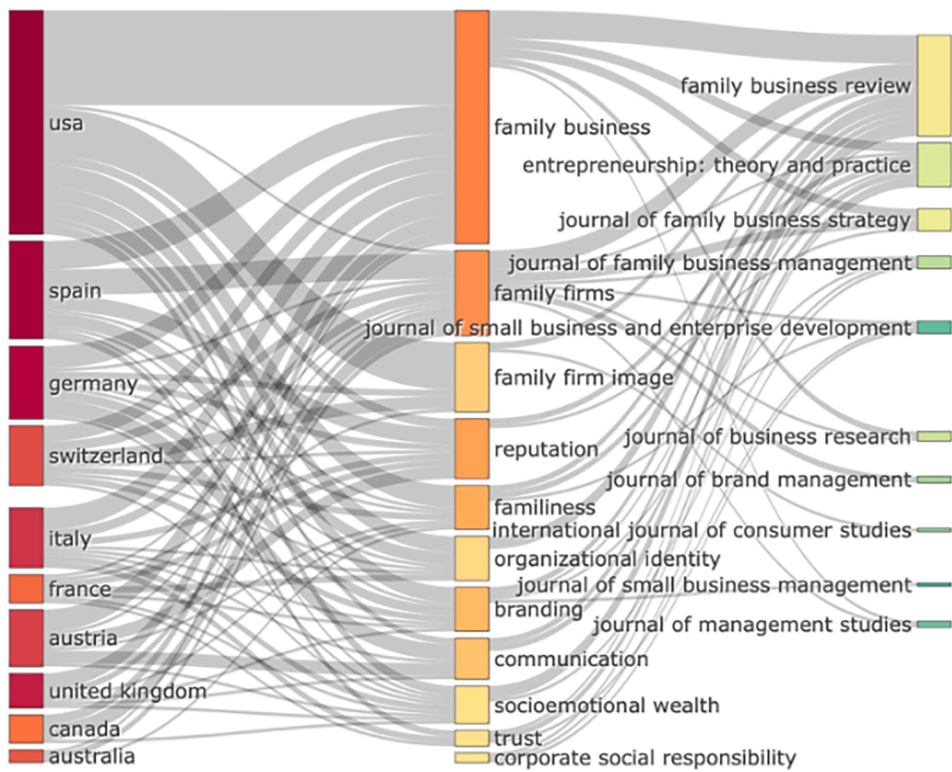 usa
spain
germany
switzerland
italy
france
austria
united kingdom
canada
australia
family business
family firms
family firm image
reputation
familiness
organizational identity
branding
communication
socioemotional wealth
trust
corporate social responsibility
family business review
entrepreneurship: theory and practice
journal of family business strategy
journal of family business management
journal of small business and enterprise development
journal of business research
journal of brand management
international journal of consumer studies
journal of small business management
journal of management studies